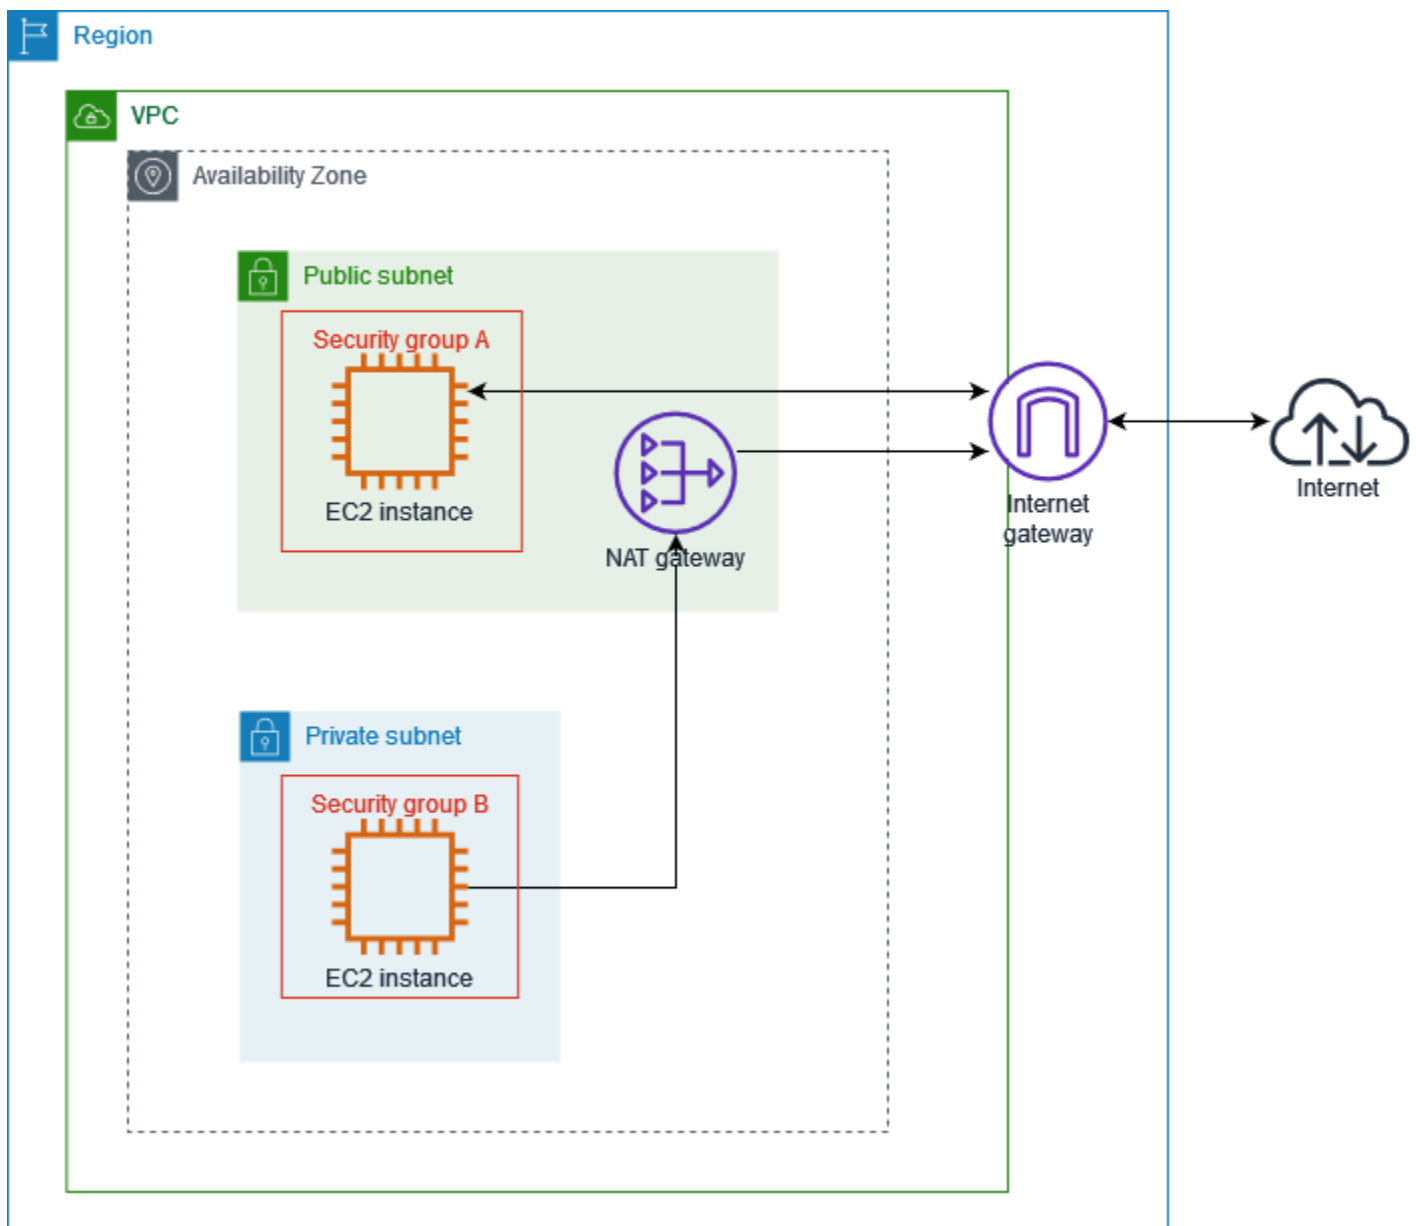 Region
VPC
Availability Zone
Public subnet
Security group A
EC2 instance
NAT gateway
Internet
gateway
Internet
Private subnet
Security group B
EC2 instance